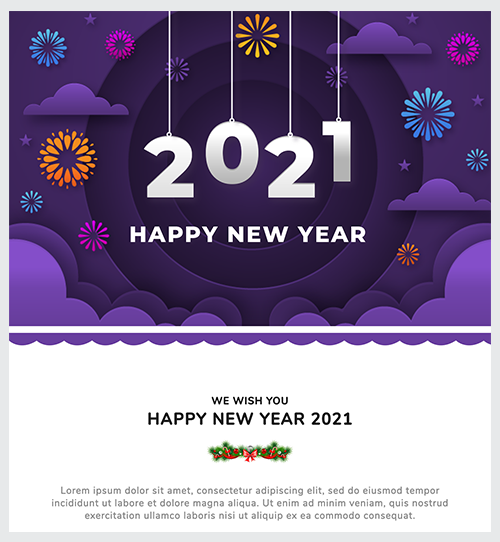 2021
HAPPY NEW YEAR
WE WISH YOU
HAPPY NEW YEAR 2021
Lorem ipsum dolor sit amet, consectetur adipiscing elit, sed do eiusmod tempor
incididunt ut labore et dolore magna aliqua. Ut enim ad minim veniam, quis nostrud
exercitation ullamco laboris nisi ut aliquip ex ea commodo consequat.